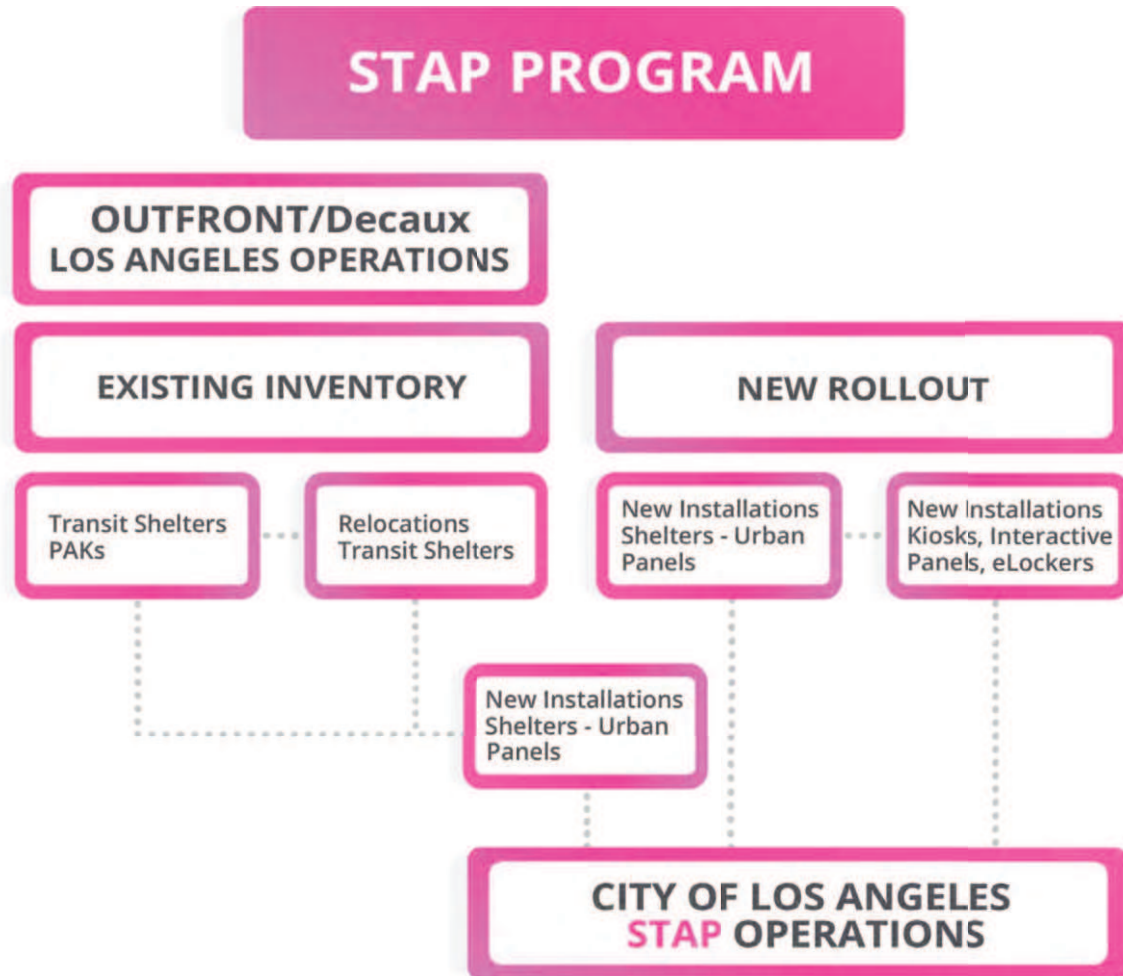 STAP PROGRAM
OUTFRONT/Decaux
LOS ANGELES OPERATIONS
EXISTING INVENTORY
NEW ROLLOUT
Transit Shelters
PAKs
Relocations
Transit Shelters
New Installations
Shelters - Urban
Panels
New Installations
Kiosks, Interactive
Panels, eLockers
New Installations
Shelters - Urban
Panels
CITY OF LOS ANGELES
STAP OPERATIONS